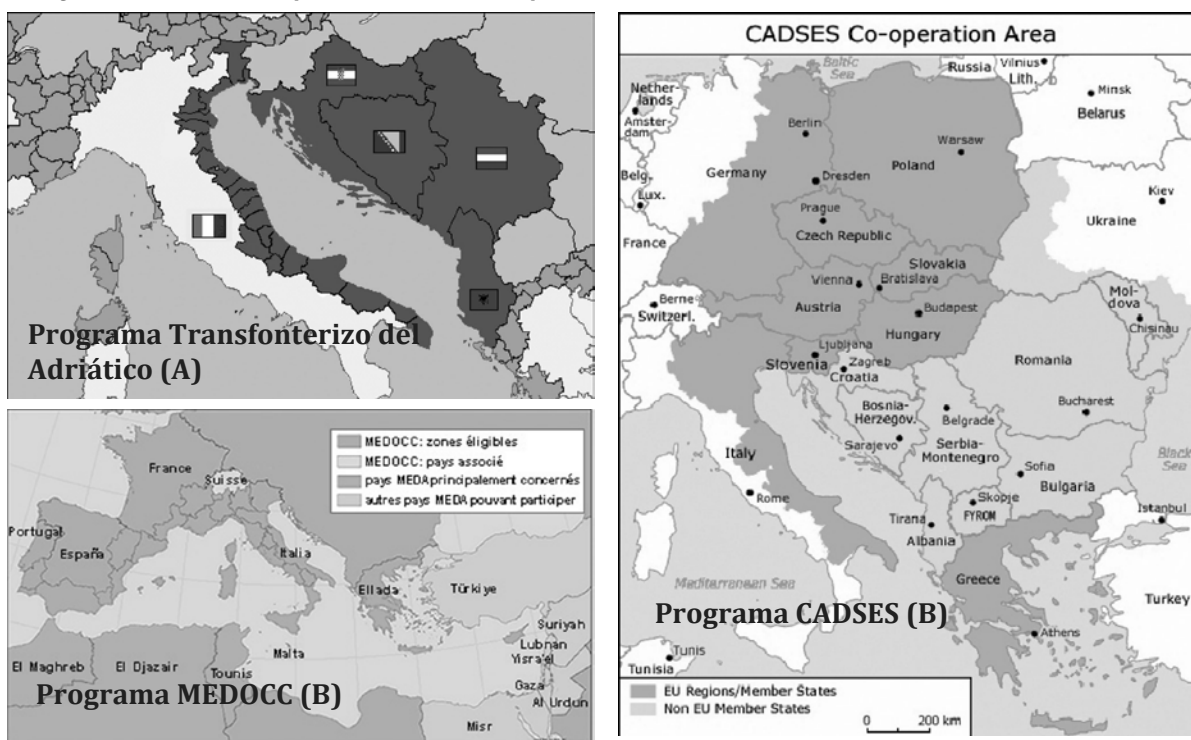 Programa Transfonterizo del
Adriático (A)
MEDOCC: zones éligibles
MEDOCC: pays associé
pays MEDA principalement concernés
autres pays MEDA pouvant participer
France
Suisse
Portugal
España
Italia
Ellada
Türkiye
Malta
Suriyah
Lubnan
Yisra'el
Gaza
Al Urdun
El Maghreb
El Djazair
Tounis
Misr
Programa MEDOCC (B)
CADSES Co-operation Area
Baltic
Sea
Russia
Vilnius
Lith.
Minsk
Belarus
Nether-
lands
Amster-
dam
Berlin
Warsaw
Poland
Germany
Belg.
Lux.
Dresden
Kiev
Ukraine
Prague
Czech Republic
France
Slovakia
Vienna
Bratislava
Austria
Berne
Switzerl.
Budapest
Hungary
Mol-
dova
Chisinau
Ljubljana
Slovenia
Zagreb
Croatia
Romania
Bosnia-
Herzegov.
Belgrade
Bucharest
Sarajevo
Serbia-
Montenegro
Italy
Rome
Sofia
Bulgaria
Black
Sea
Skopje
FYROM
Istanbul
Tirana
Albania
Mediterranean Sea
Greece
Turkey
Programa CADSES (B)
Athens
Tunis
Tunisia
EU Regions/Member States
Non EU Member States
0 200 km